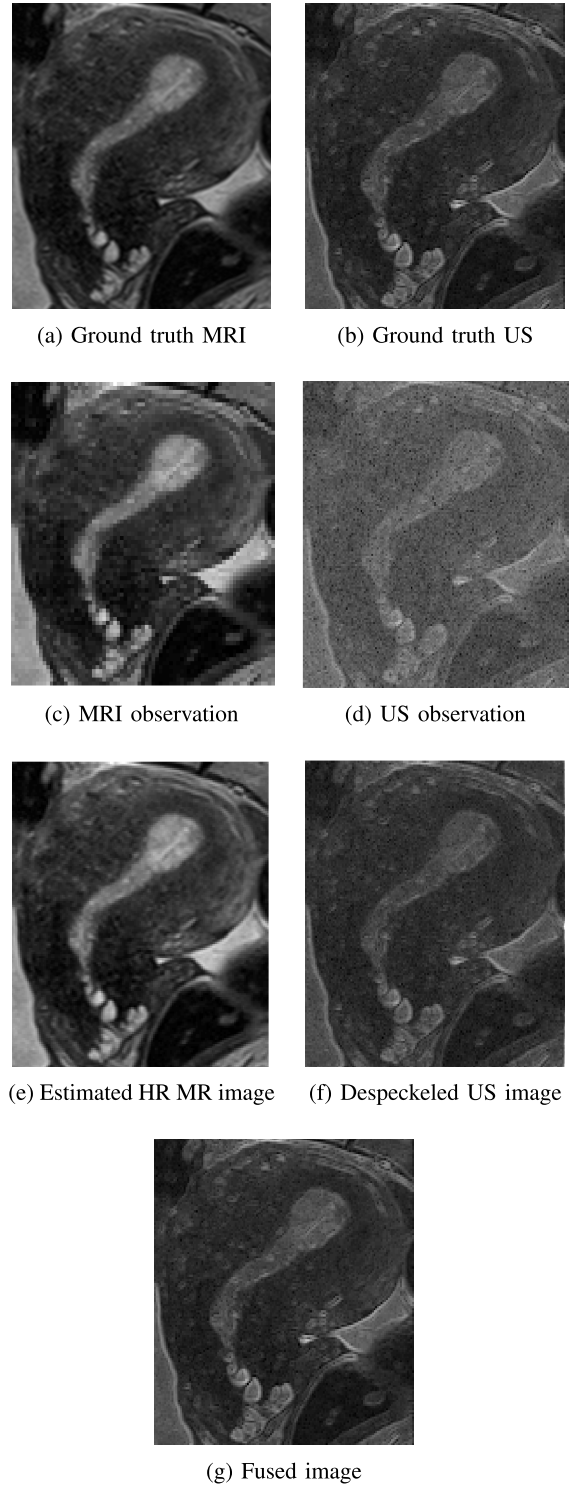 (a) Ground truth MRI
(b) Ground truth US
(c) MRI observation
(d) US observation
(e) Estimated HR MR image
(f) Despeckeled US image
(g) Fused image